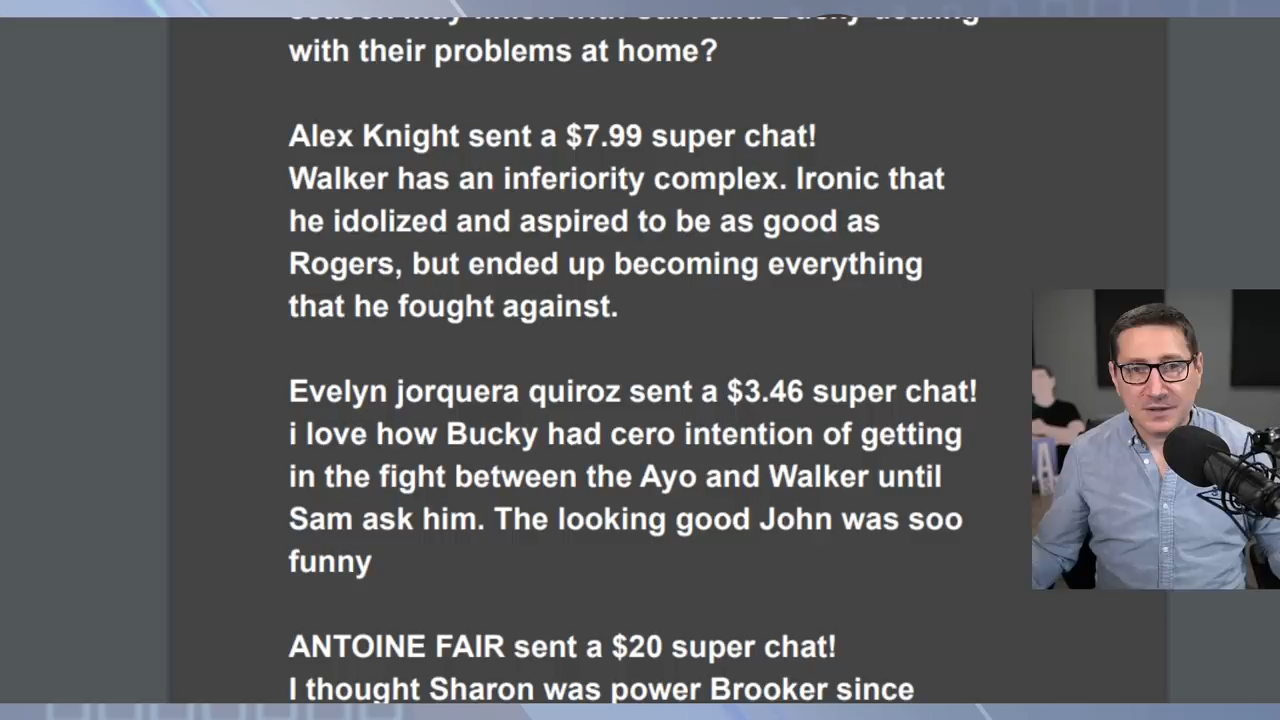 with their problems at home?
Alex Knight sent a $7.99 super chat!
Walker has an inferiority complex. Ironic that
he idolized and aspired to be as good as
Rogers, but ended up becoming everything
that he fought against.
Evelyn jorquera quiroz sent a $3.46 super chat!
i love how Bucky had cero intention of getting
in the fight between the Ayo and Walker until
Sam ask him. The looking good John was soo
funny
ANTOINE FAIR sent a $20 super chat!
I thought Sharon was power Brooker since